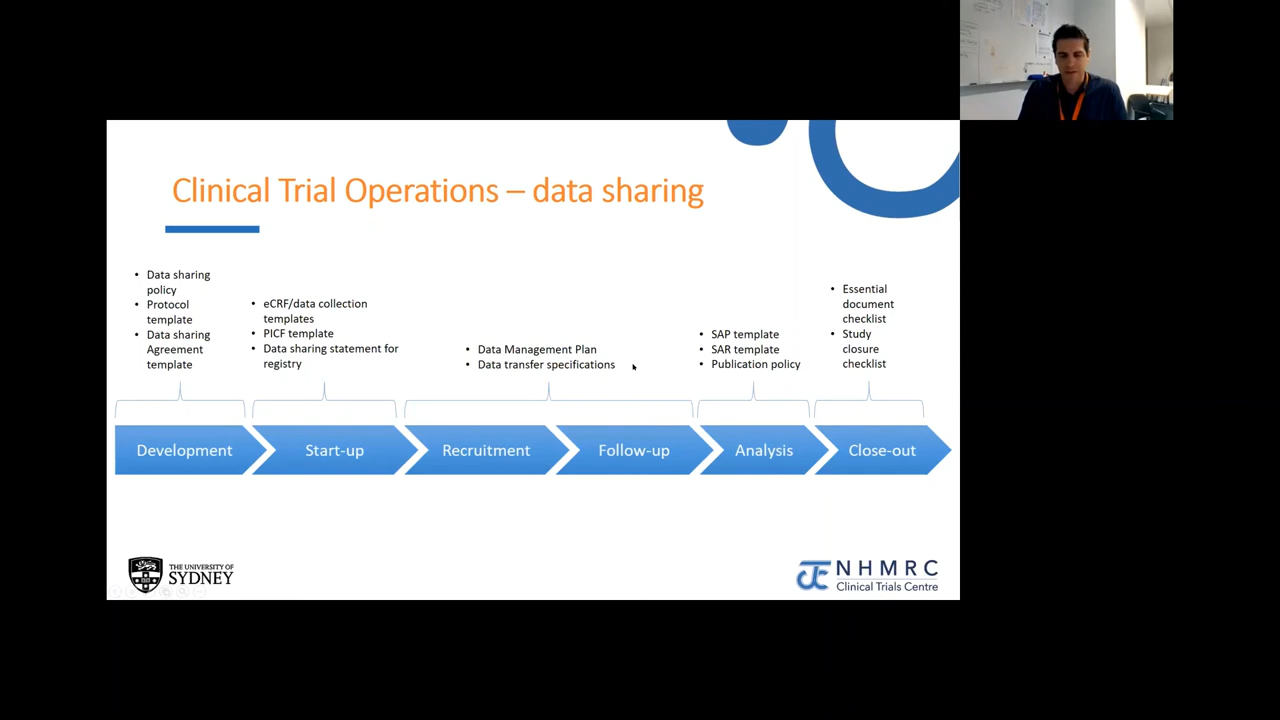 Clinical Trial Operations – data sharing
• Data sharing
policy
• Protocol
template
• Data sharing
Agreement
template
• eCRF/data collection
templates
• PICF template
• Data sharing statement for
registry
• Data Management Plan
• Data transfer specifications
• SAP template
• SAR template
• Publication policy
• Essential
document
checklist
• Study
closure
checklist
Development
Start-up
Recruitment
Follow-up
Analysis
Close-out
THE UNIVERSITY OF
SYDNEY
NHMRC
Clinical Trials Centre